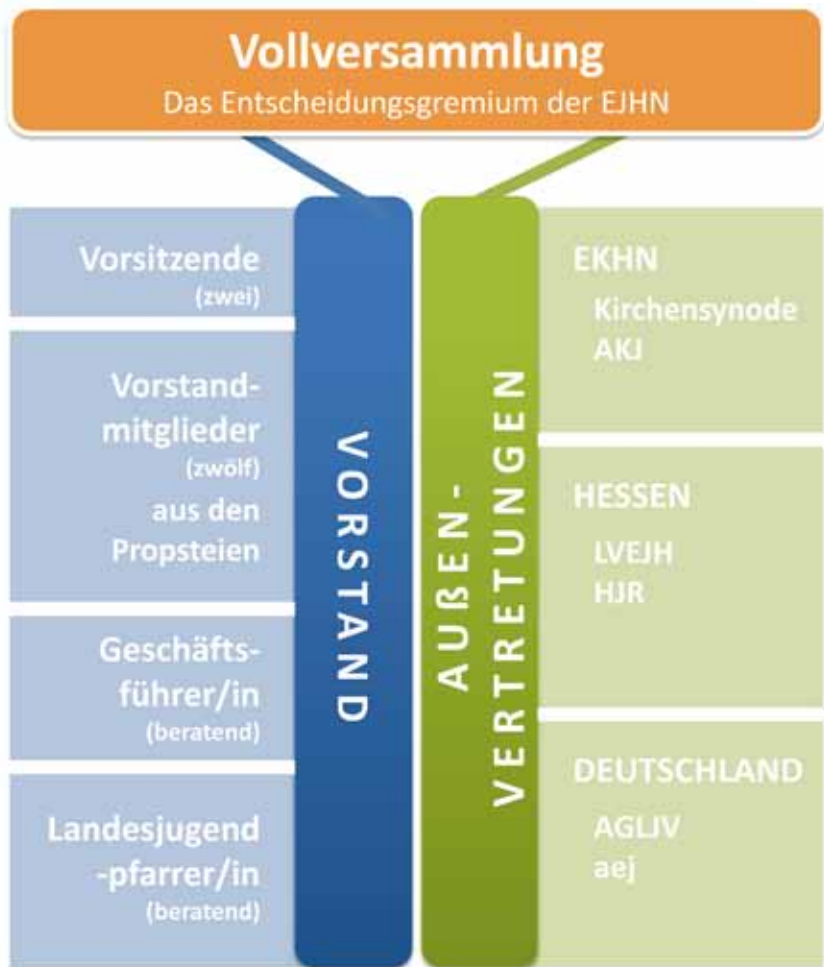 Vollversammlung
Das Entscheidungsgremium der EJHN
Vorsitzende
(zwei)
Vorstand-
mitglieder
(zwölf)
aus den
Propsteien
Geschäfts-
führer/in
(beratend)
Landesjugend
-pfarrer/in
(beratend)
VORSTAND
AUẞEN-
VERTRETUNGEN
EKHN
Kirchensynode
AKJ
HESSEN
LVEJH
HJR
DEUTSCHLAND
AGLJV
aej